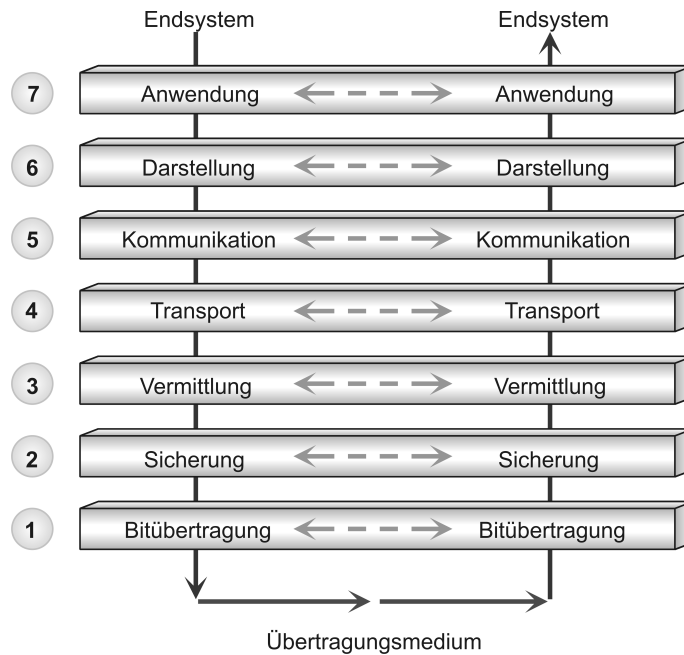 Endsystem Endsystem
7 Anwendung Anwendung
6 Darstellung Darstellung
5 Kommunikation Kommunikation
4 Transport Transport
3 Vermittlung Vermittlung
2 Sicherung Sicherung
1 Bitübertragung Bitübertragung
Übertragungsmedium